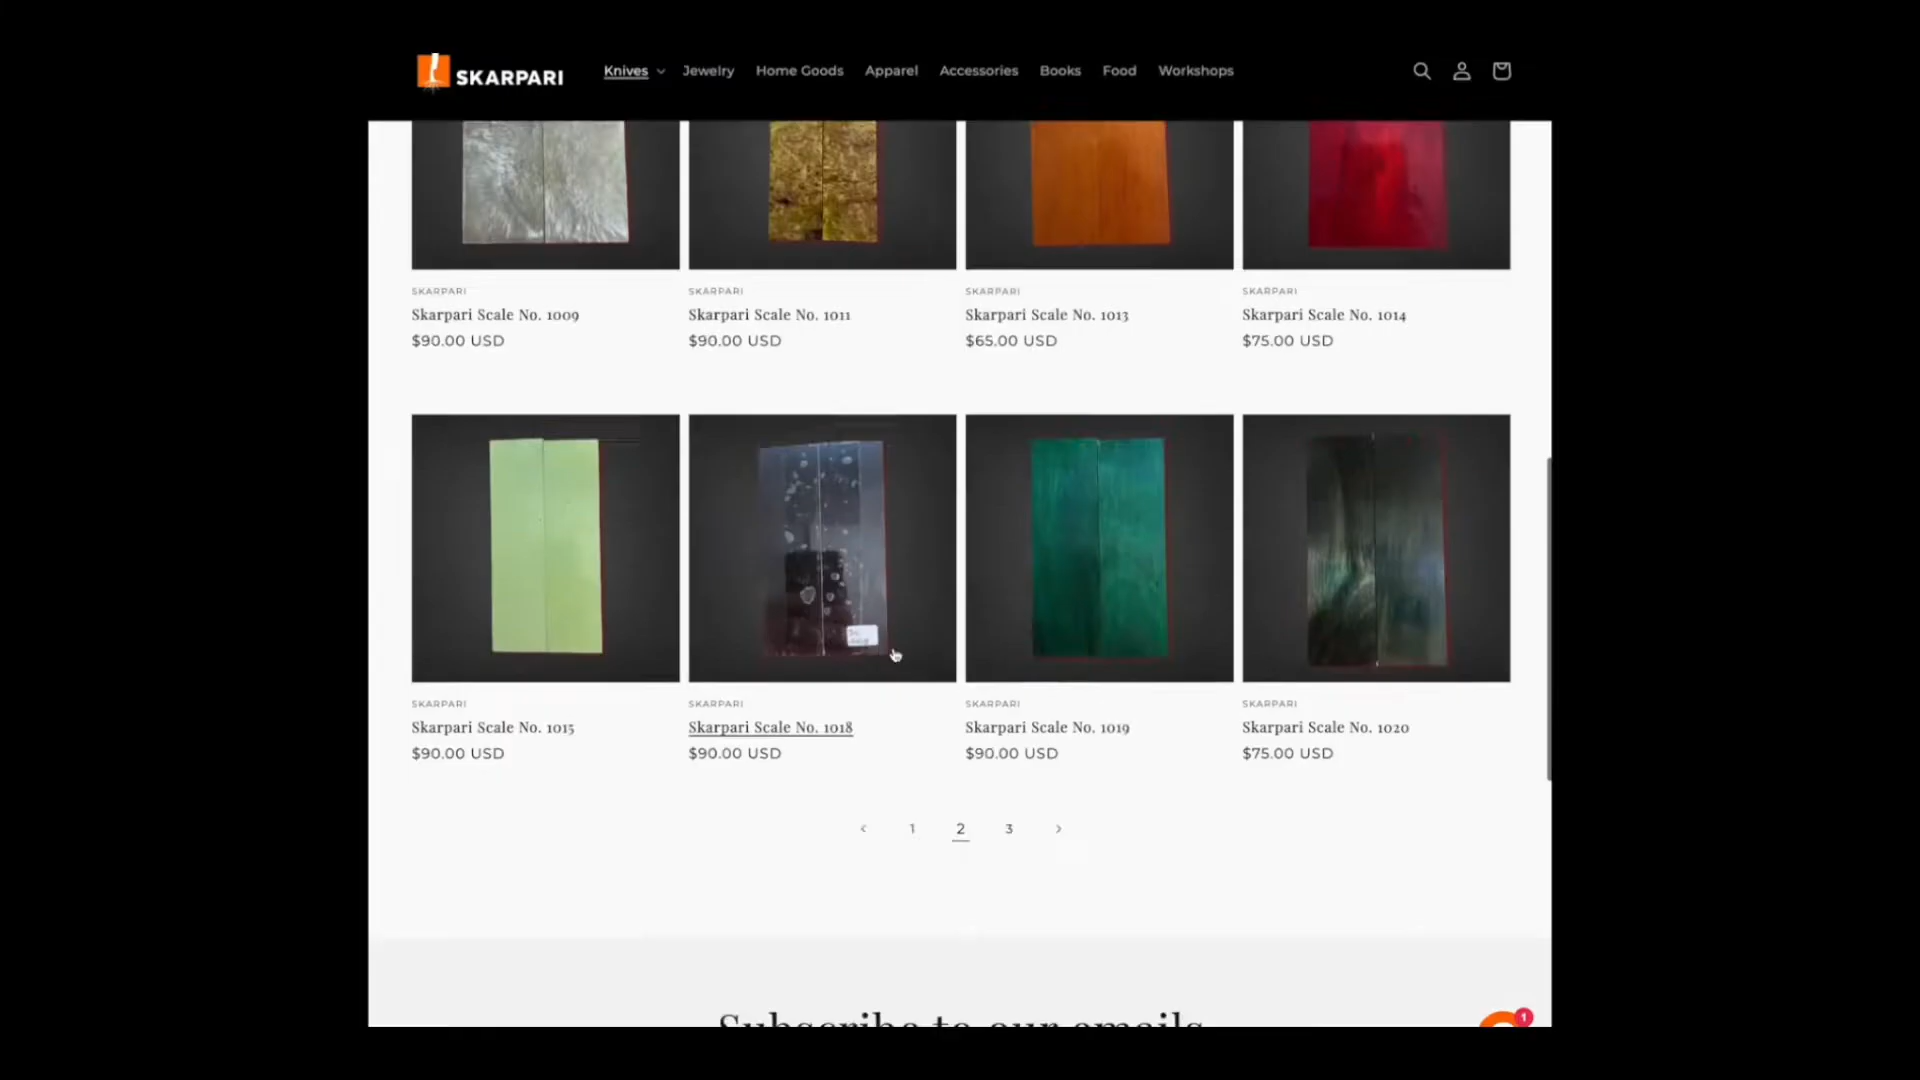 SKARPARI
Knives
Jewelry
Home Goods
Apparel
Accessories
Books
Food
Workshops
SKARPARI
Skarpari Scale No. 1009
$90.00 USD
SKARPARI
Skarpari Scale No. 1011
$90.00 USD
SKARPARI
Skarpari Scale No. 1013
$65.00 USD
SKARPARI
Skarpari Scale No. 1014
$75.00 USD
SKARPARI
Skarpari Scale No. 1015
$90.00 USD
SKARPARI
Skarpari Scale No. 1018
$90.00 USD
SKARPARI
Skarpari Scale No. 1019
$90.00 USD
SKARPARI
Skarpari Scale No. 1020
$75.00 USD
1 2 3
Subscribe to our emails
1